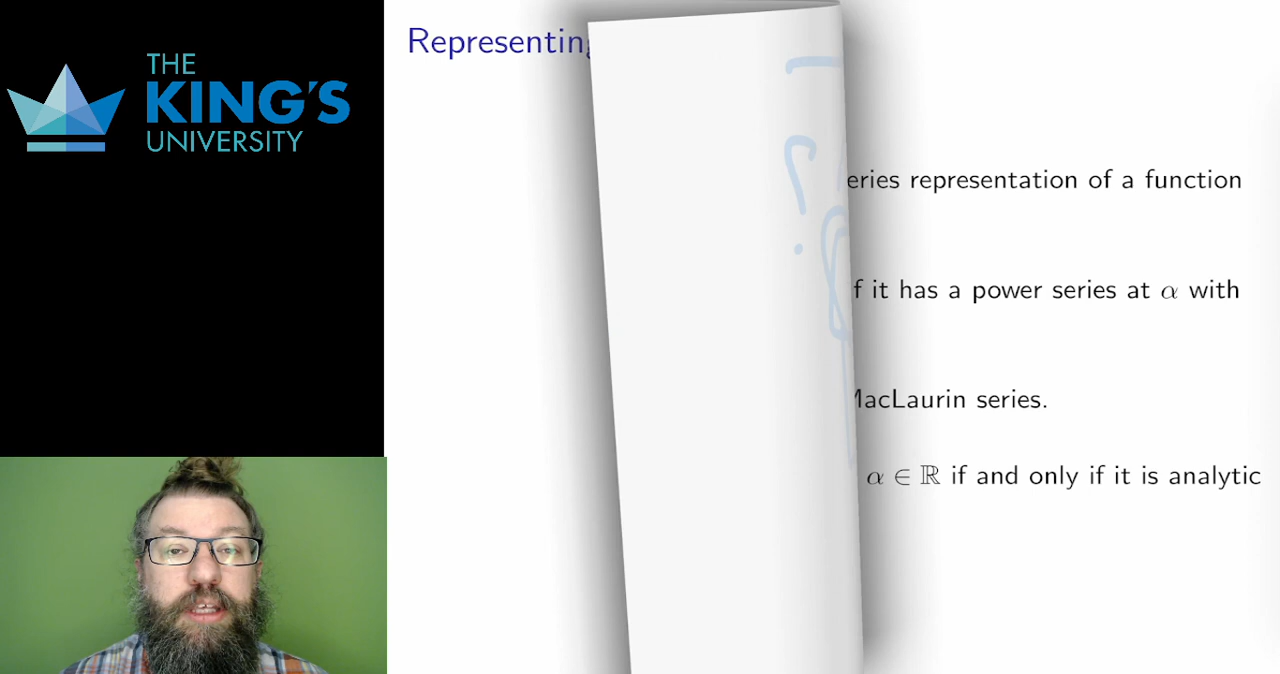 THE
KING'S
UNIVERSITY
Representing
eries representation of a function
f it has a power series at α with
MacLaurin series.
α ∈ ℝ if and only if it is analytic